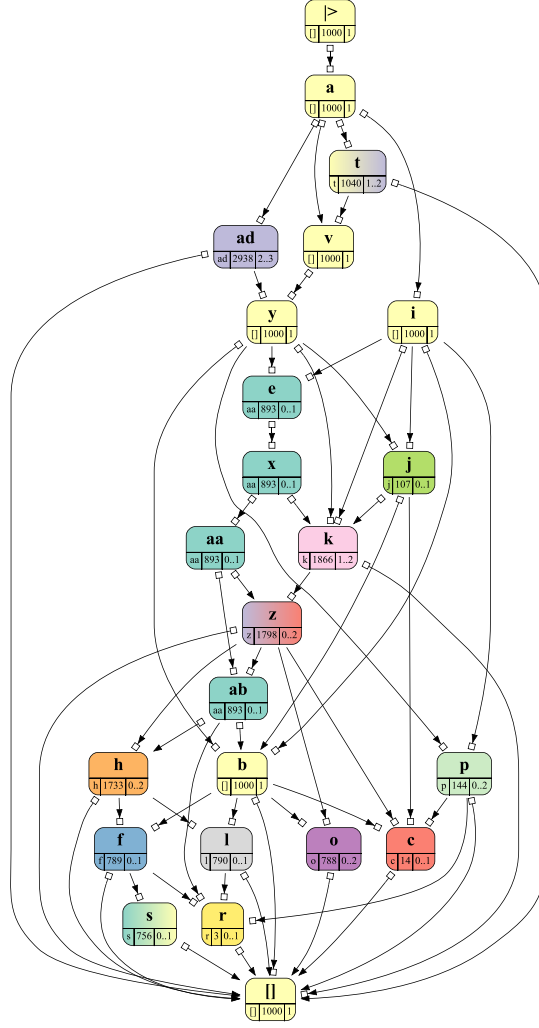 |>
[] 1000 1
a
[] 1000 1
t
t 1040 1..2
ad
ad 2938 2..3
v
[] 1000 1
y
[] 1000 1
i
[] 1000 1
e
aa 893 0..1
x
aa 893 0..1
j
j 107 0..1
aa
aa 893 0..1
k
k 1866 1..2
z
z 1798 0..2
ab
aa 893 0..1
h
h 1733 0..2
b
[] 1000 1
p
p 144 0..2
f
f 789 0..1
l
l 790 0..1
o
o 788 0..2
c
c 14 0..1
s
s 756 0..1
r
r 3 0..1
[]
[] 1000 1